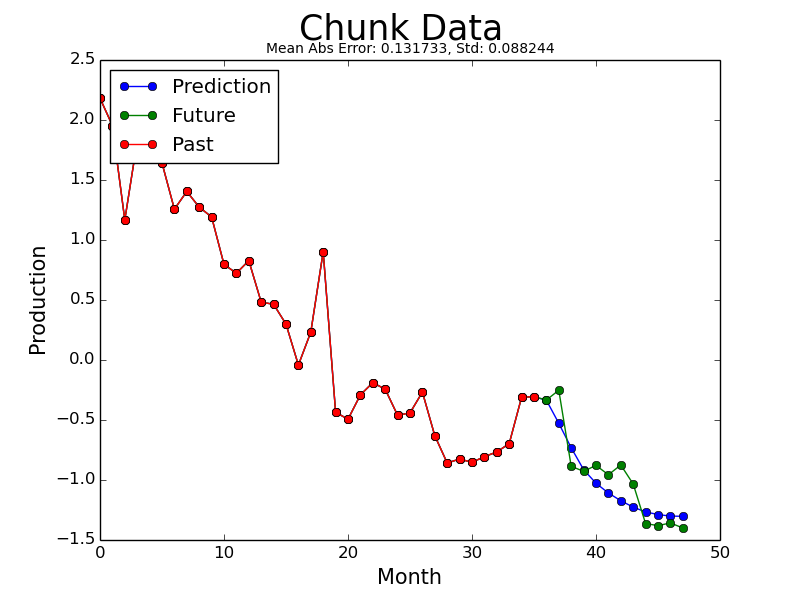 Chunk Data
Mean Abs Error: 0.131733, Std: 0.088244
Prediction
Future
Past
Production
2.5
2.0
1.5
1.0
0.5
0.0
−0.5
−1.0
−1.5
0 10 20 30 40 50
Month